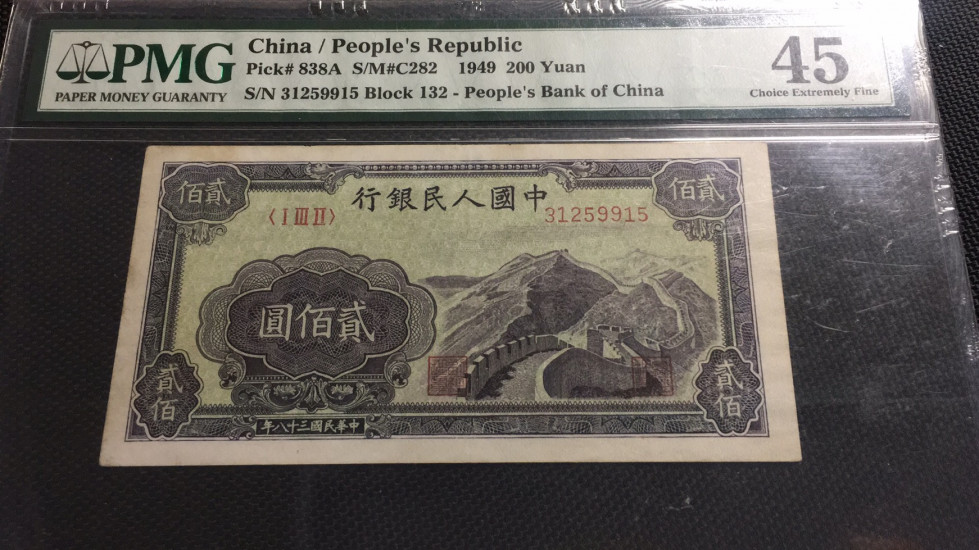 PMG
PAPER MONEY GUARANTY
China / People's Republic
Pick# 838A S/M#C282 1949 200 Yuan
S/N 31259915 Block 132 - People's Bank of China
45
Choice Extremely Fine
佰貳
行銀民人國中
佰貳
〈I III II〉
31259915
圓佰貳
貳佰
貳佰
年八十三國民華中